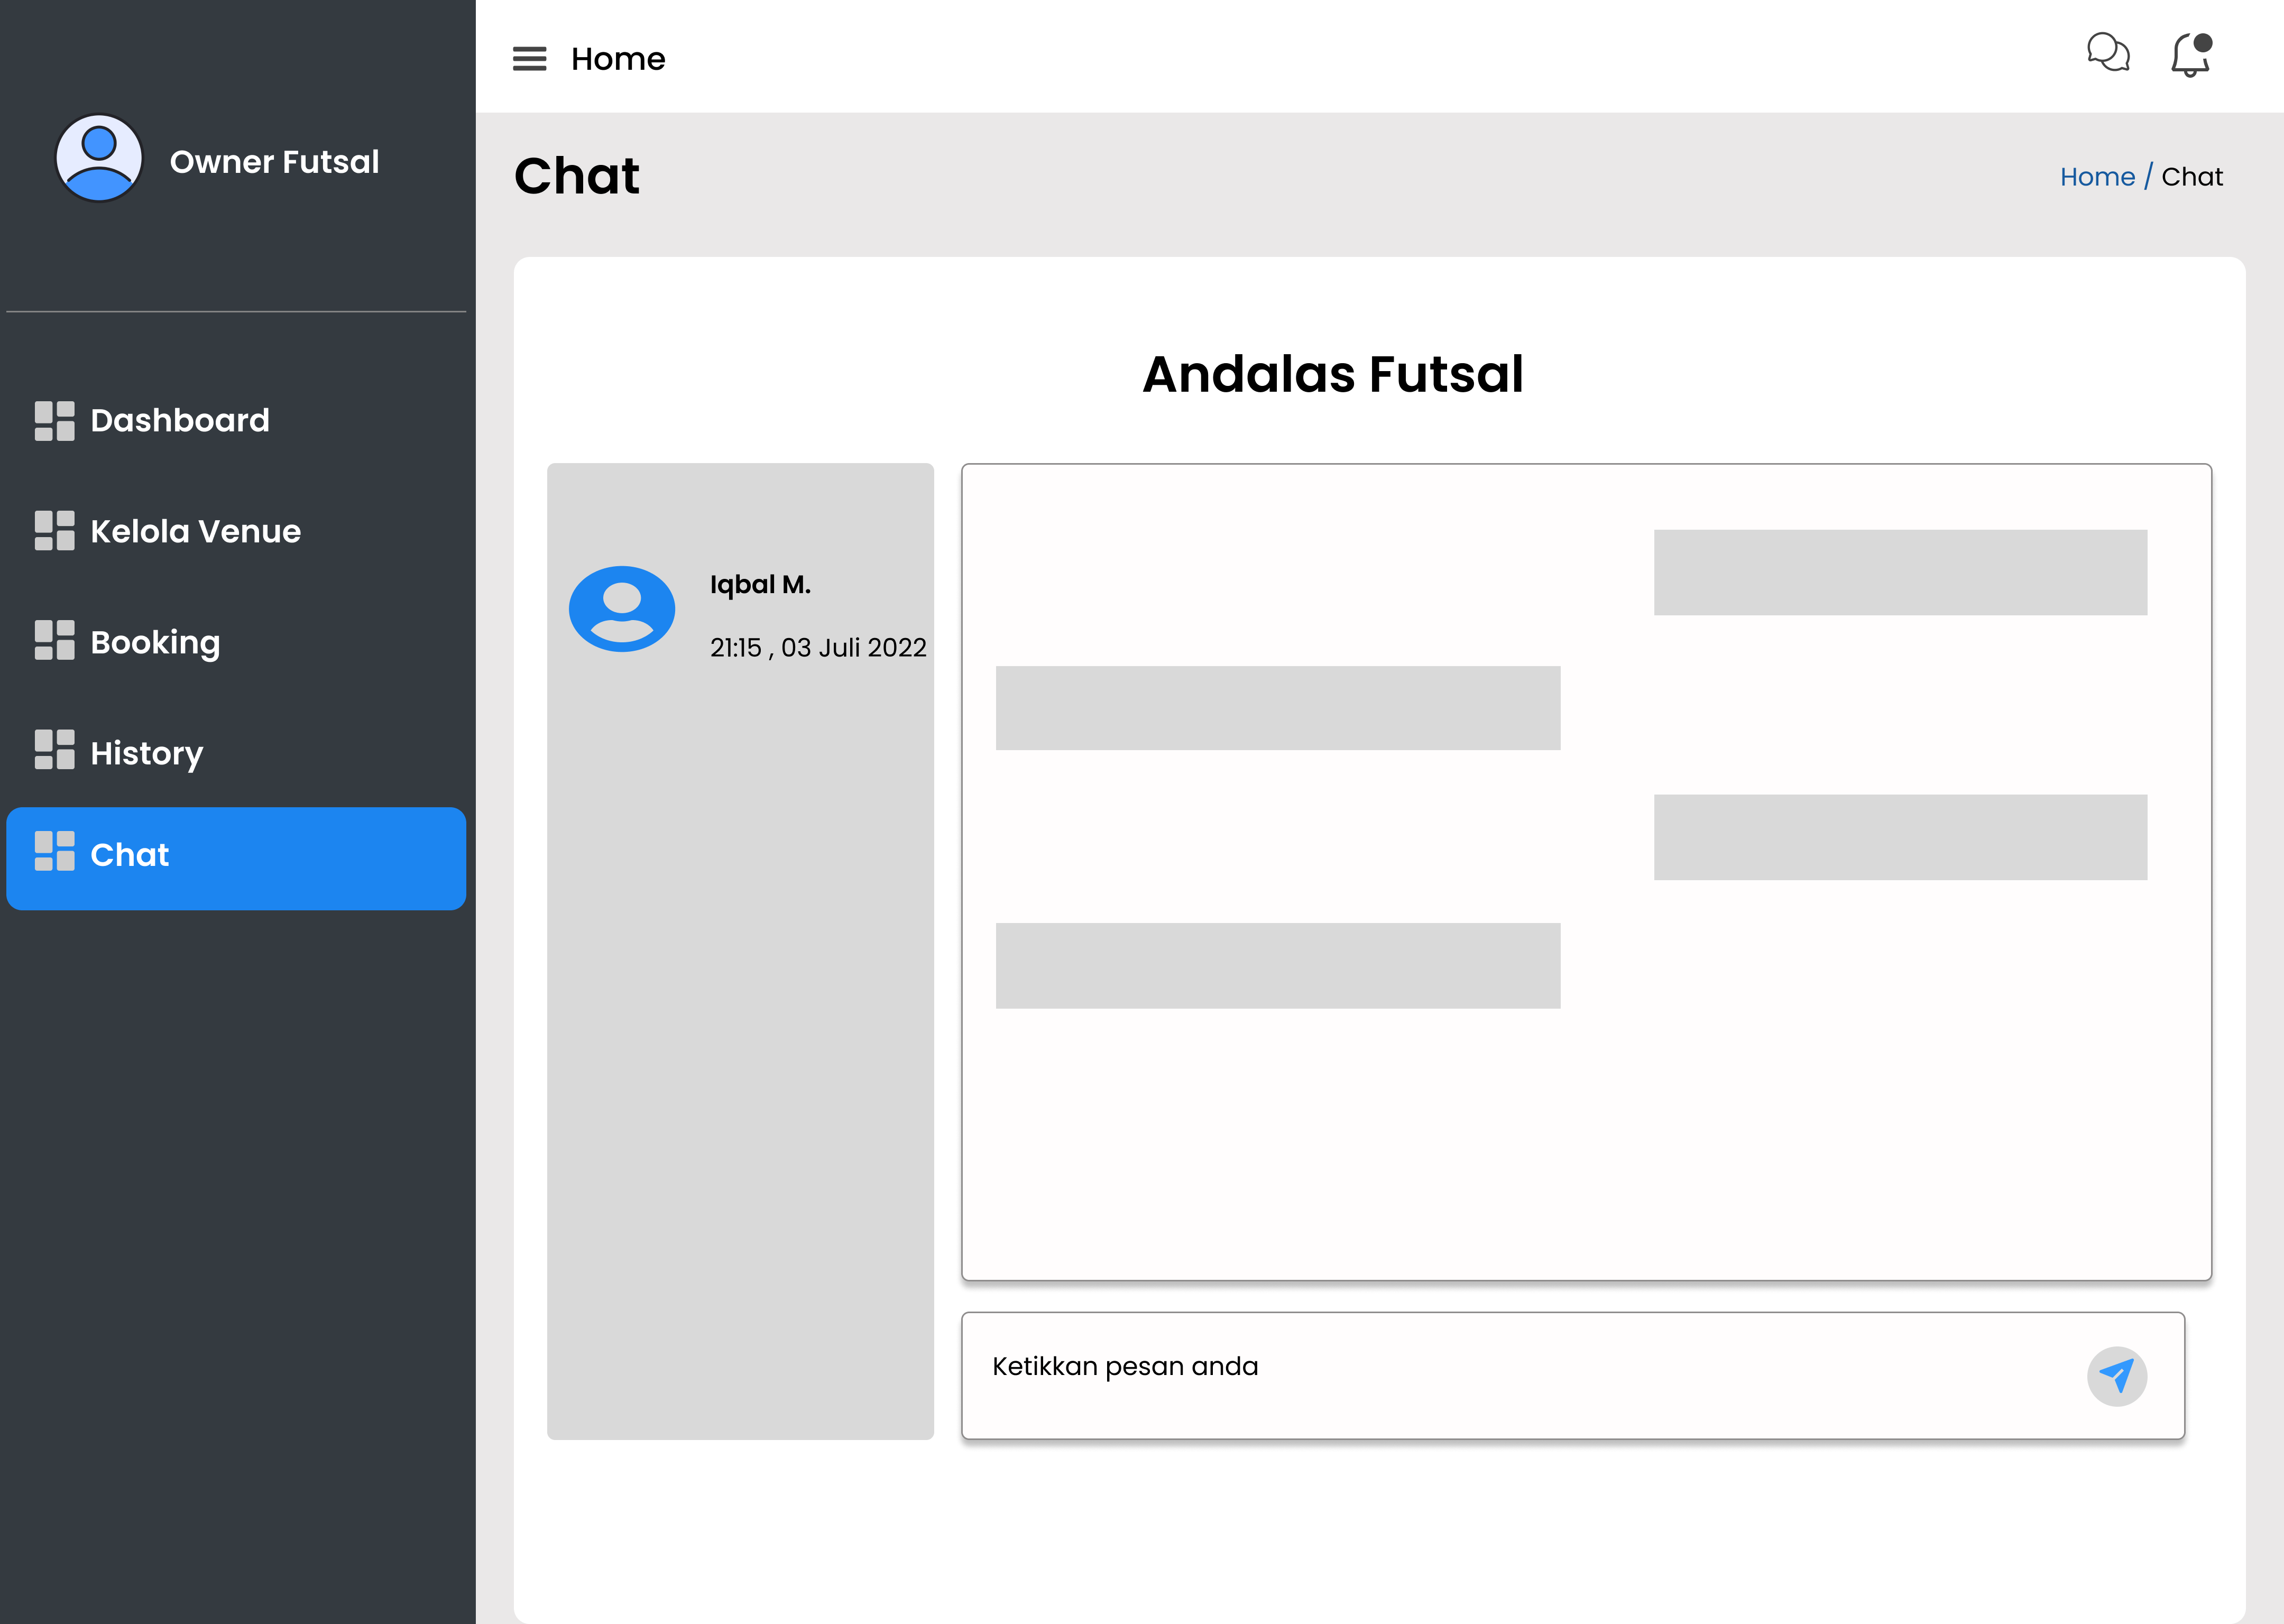 Home
Owner Futsal
Chat
Home / Chat
Andalas Futsal
Dashboard
Kelola Venue
Booking
History
Chat
Iqbal M.
21:15 , 03 Juli 2022
Ketikkan pesan anda